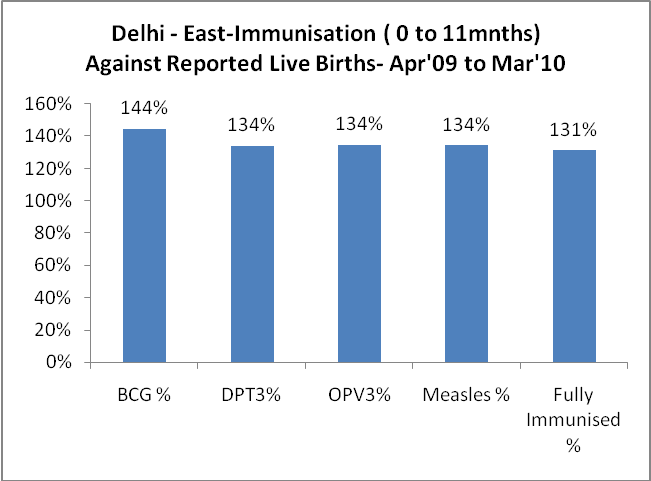 Delhi - East-Immunisation ( 0 to 11mnths)
Against Reported Live Births- Apr'09 to Mar'10
160%
140%
120%
100%
80%
60%
40%
20%
0%
144%
134%
134%
134%
131%
BCG %
DPT3%
OPV3%
Measles %
Fully
Immunised
%